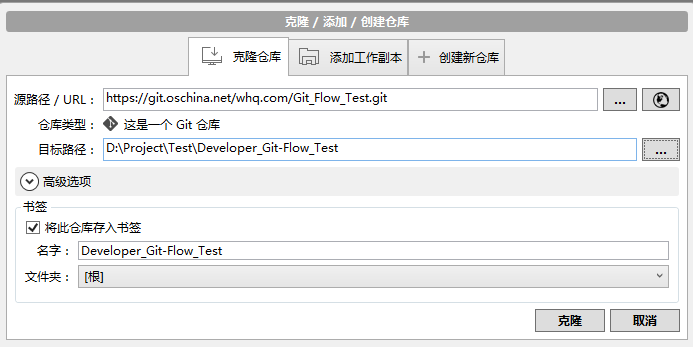 克隆 / 添加 / 创建仓库
克隆仓库 添加工作副本 创建新仓库
源路径 / URL： https://git.oschina.net/whq.com/Git_Flow_Test.git ...
仓库类型： 这是一个 Git 仓库
目标路径： D:\Project\Test\Developer_Git-Flow_Test ...
高级选项
书签
将此仓库存入书签
名字： Developer_Git-Flow_Test
文件夹： [根]
克隆 取消